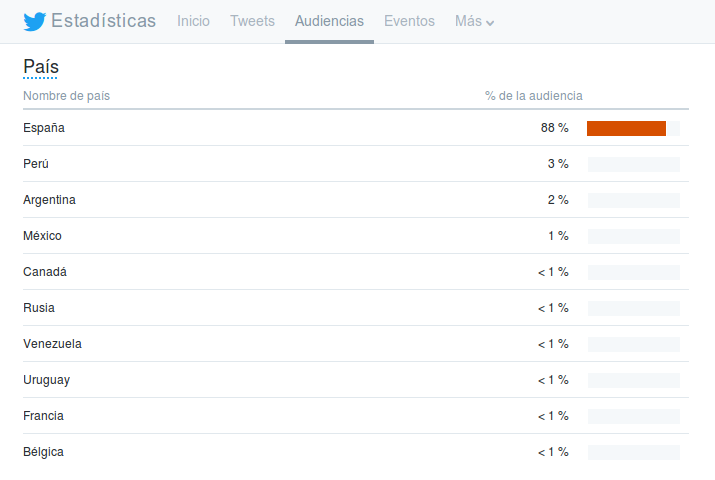 Estadísticas Inicio Tweets Audiencias Eventos Más
País
Nombre de país % de la audiencia
España 88 %
Perú 3 %
Argentina 2 %
México 1 %
Canadá < 1 %
Rusia < 1 %
Venezuela < 1 %
Uruguay < 1 %
Francia < 1 %
Bélgica < 1 %